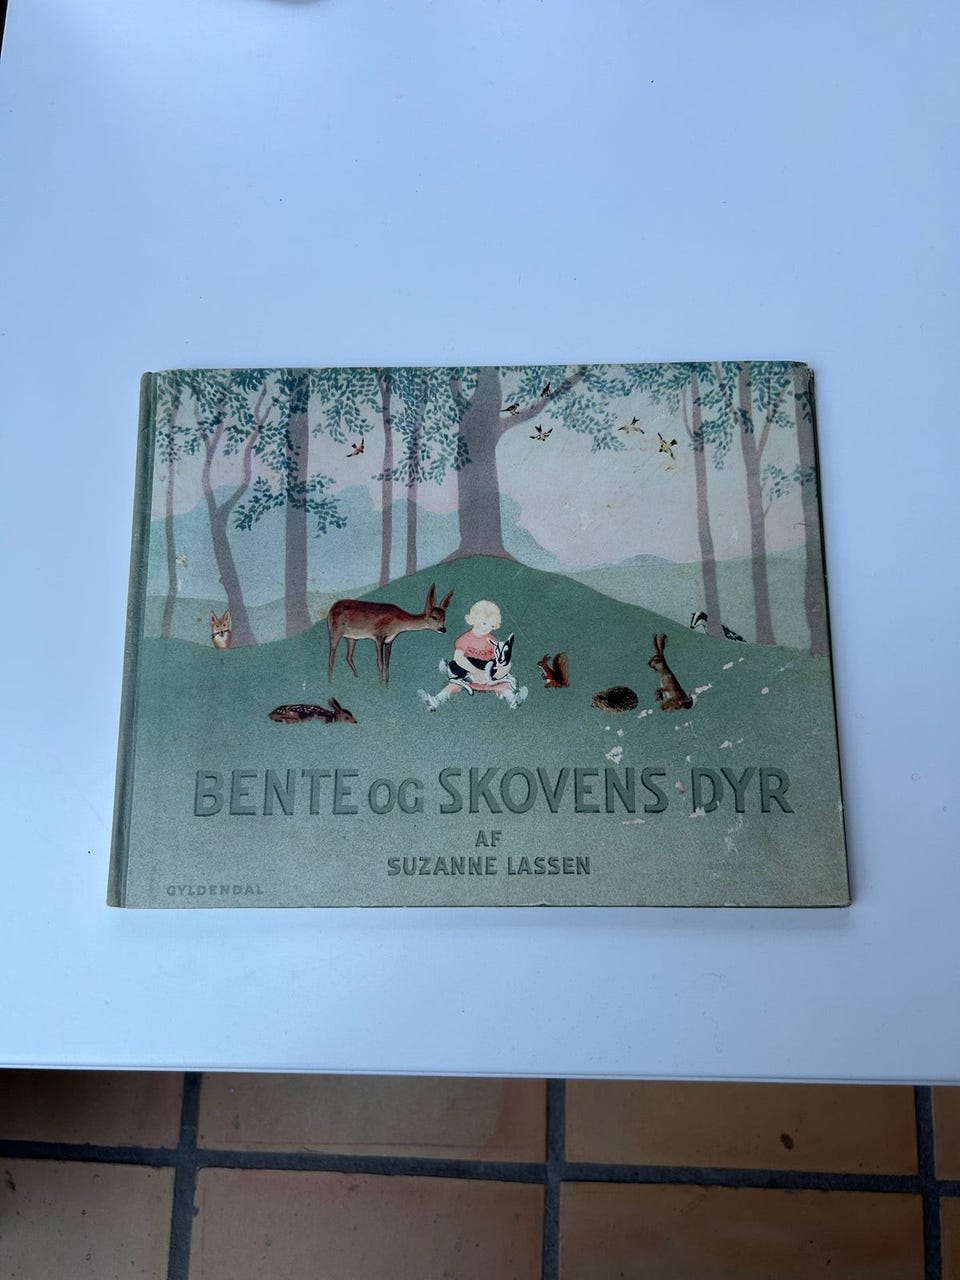 BENTE OG SKOVENS DYR
AF
SUZANNE LASSEN
GYLDENDAL